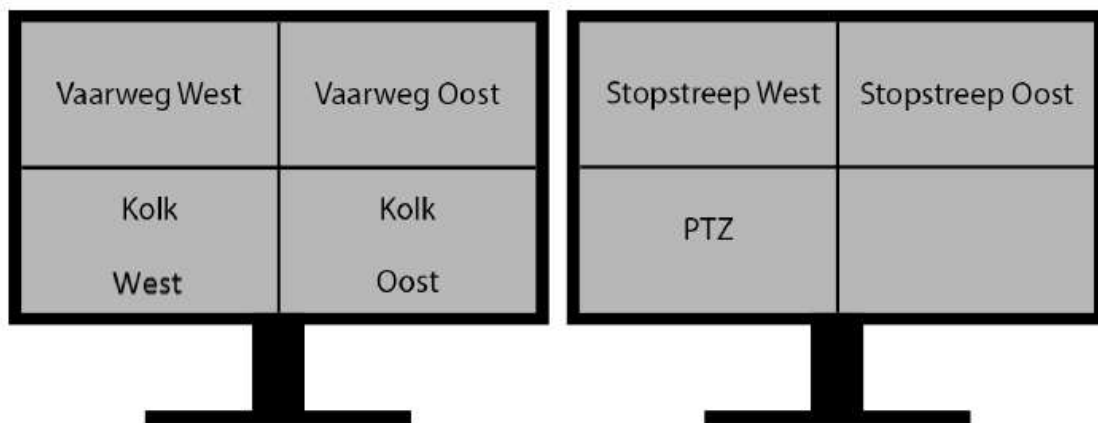 Vaarweg West
Vaarweg Oost
Kolk
West
Kolk
Oost
Stopstreep West
Stopstreep Oost
PTZ